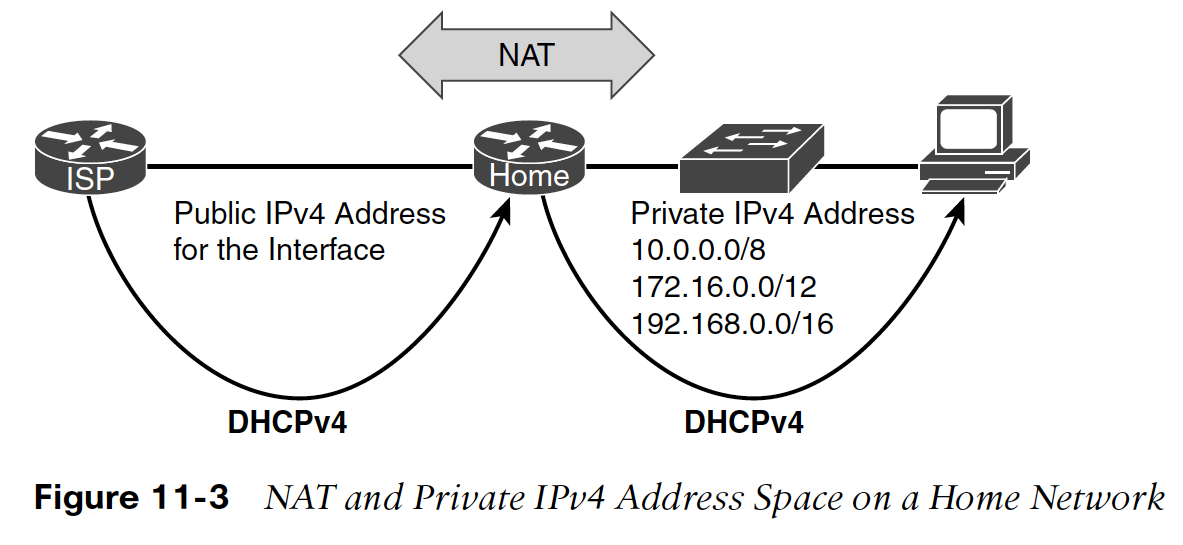 NAT
ISP
Home
Public IPv4 Address
for the Interface
Private IPv4 Address
10.0.0.0/8
172.16.0.0/12
192.168.0.0/16
DHCPv4
DHCPv4
Figure 11-3 NAT and Private IPv4 Address Space on a Home Network